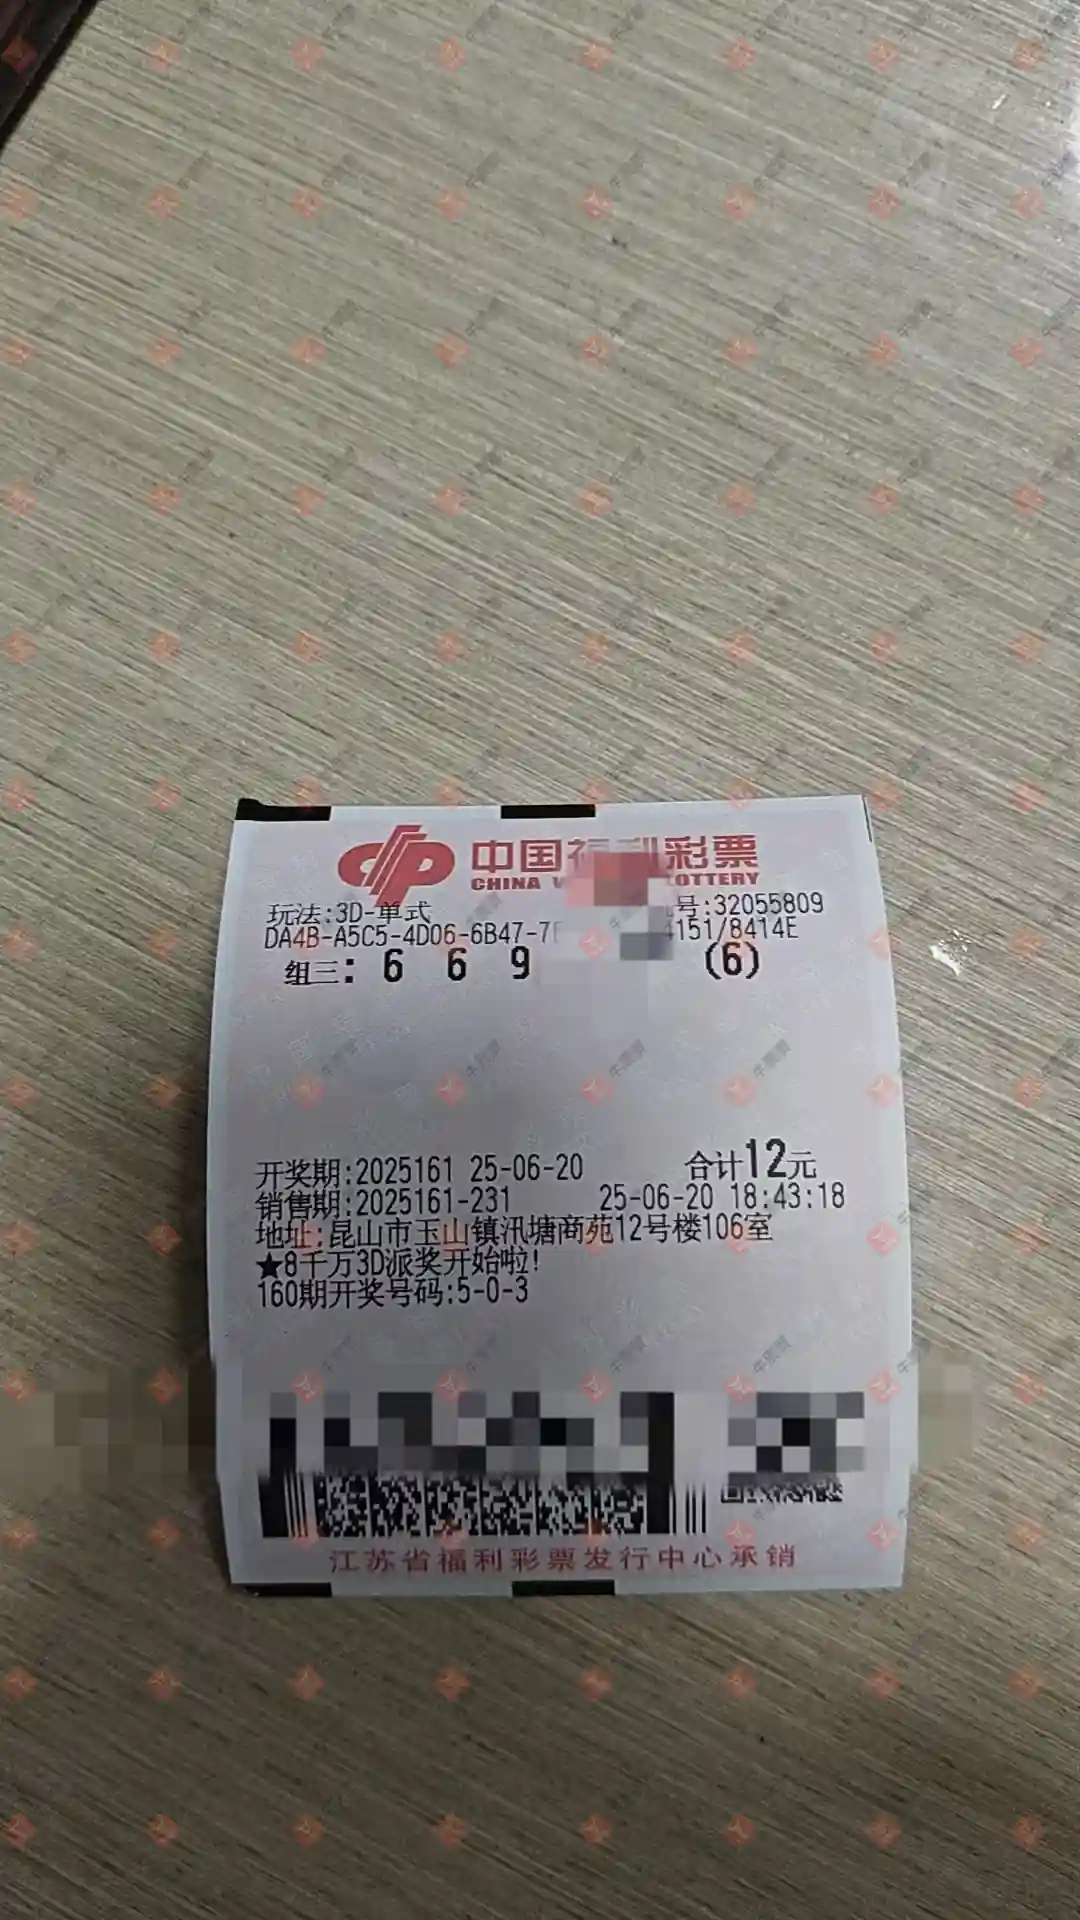 中国福利彩票
CHINA W LOTTERY
玩法:3D-单式 号:32055809
DA4B-A5C5-4D06-6B47-7 4151/8414E
组三: 6 6 9 (6)
开奖期:2025161 25-06-20 合计12元
销售期:2025161-231 25-06-20 18:43:18
地址:昆山市玉山镇汛塘商苑12号楼106室
★8千万3D派奖开始啦!
160期开奖号码:5-0-3
江苏省福利彩票发行中心承销